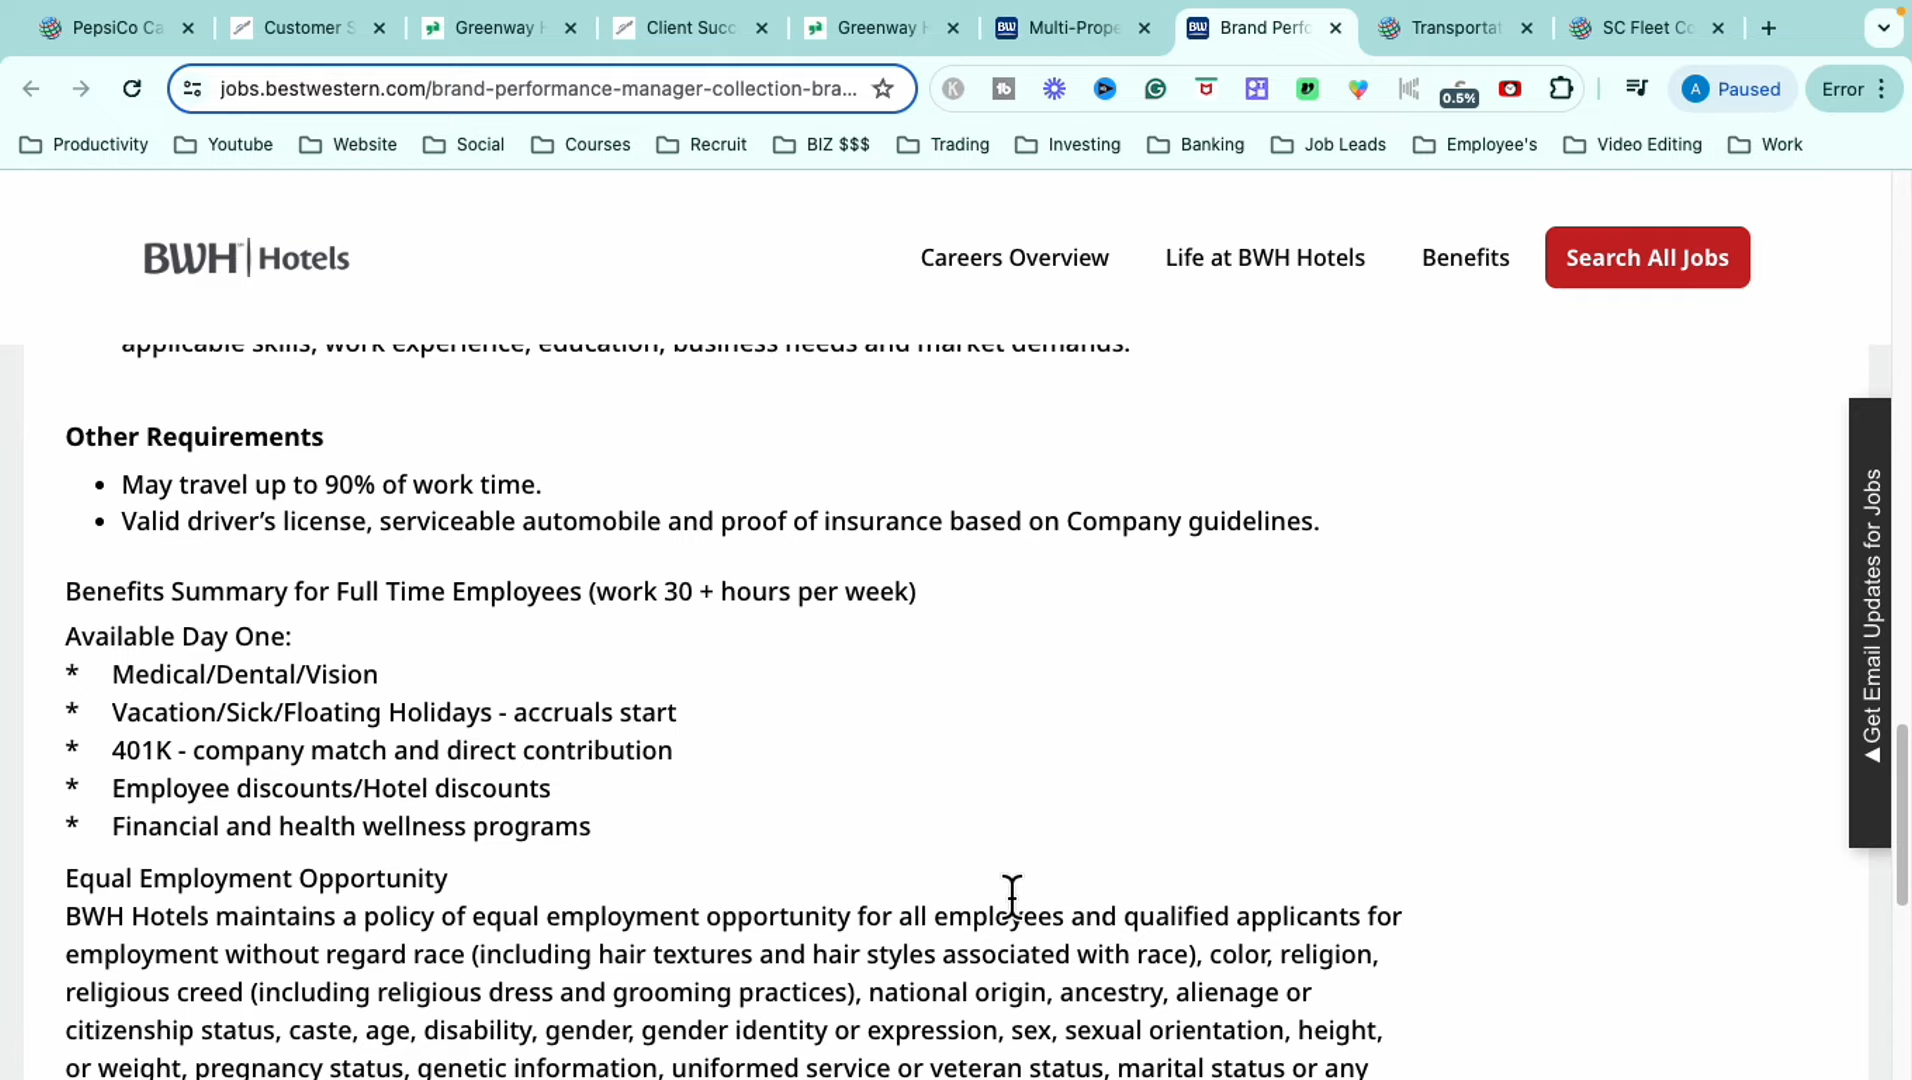 PepsiCo Ca
Customer S
Greenway H
Client Succ
Greenway H
Multi-Prope
Brand Perfo
Transportat
SC Fleet Co
jobs.bestwestern.com/brand-performance-manager-collection-bra...
K
tb
0.5%
A Paused
Error
Productivity
Youtube
Website
Social
Courses
Recruit
BIZ $$$
Trading
Investing
Banking
Job Leads
Employee's
Video Editing
Work
BWH | Hotels
Careers Overview
Life at BWH Hotels
Benefits
Search All Jobs
applicable skills, work experience, education, business needs and market demands.
Other Requirements
• May travel up to 90% of work time.
• Valid driver’s license, serviceable automobile and proof of insurance based on Company guidelines.
Benefits Summary for Full Time Employees (work 30 + hours per week)
Available Day One:
* Medical/Dental/Vision
* Vacation/Sick/Floating Holidays - accruals start
* 401K - company match and direct contribution
* Employee discounts/Hotel discounts
* Financial and health wellness programs
Equal Employment Opportunity
BWH Hotels maintains a policy of equal employment opportunity for all employees and qualified applicants for
employment without regard race (including hair textures and hair styles associated with race), color, religion,
religious creed (including religious dress and grooming practices), national origin, ancestry, alienage or
citizenship status, caste, age, disability, gender, gender identity or expression, sex, sexual orientation, height,
or weight, pregnancy status, genetic information, uniformed service or veteran status, marital status or any
▲Get Email Updates for Jobs